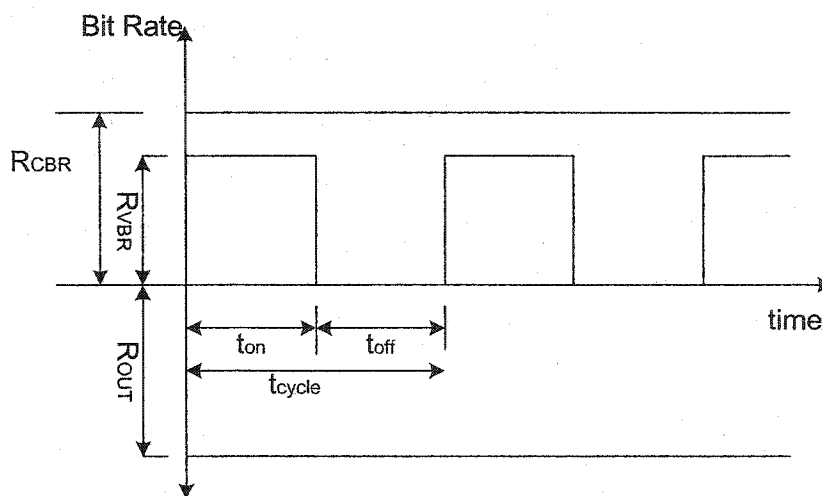 Bit Rate
RCBR
RVBR
time
ton
toff
ROUT
tcycle